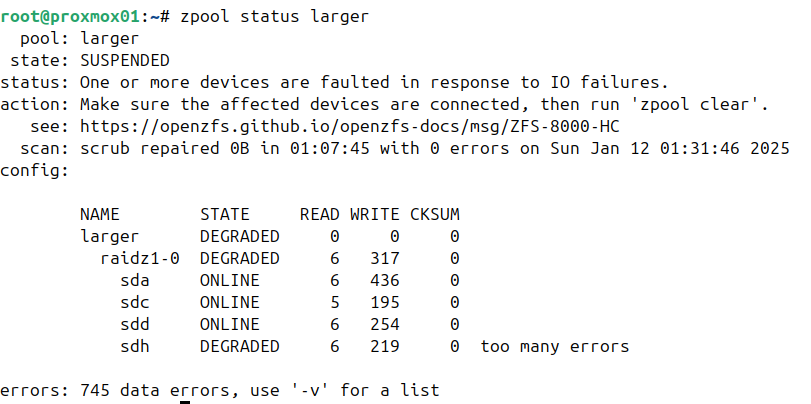 root@proxmox01:~# zpool status larger
  pool: larger
 state: SUSPENDED
status: One or more devices are faulted in response to IO failures.
action: Make sure the affected devices are connected, then run 'zpool clear'.
   see: https://openzfs.github.io/openzfs-docs/msg/ZFS-8000-HC
  scan: scrub repaired 0B in 01:07:45 with 0 errors on Sun Jan 12 01:31:46 2025
config:

        NAME        STATE     READ WRITE CKSUM
        larger      DEGRADED     0     0     0
          raidz1-0  DEGRADED     6   317     0
            sda     ONLINE       6   436     0
            sdc     ONLINE       5   195     0
            sdd     ONLINE       6   254     0
            sdh     DEGRADED     6   219     0  too many errors

errors: 745 data errors, use '-v' for a list